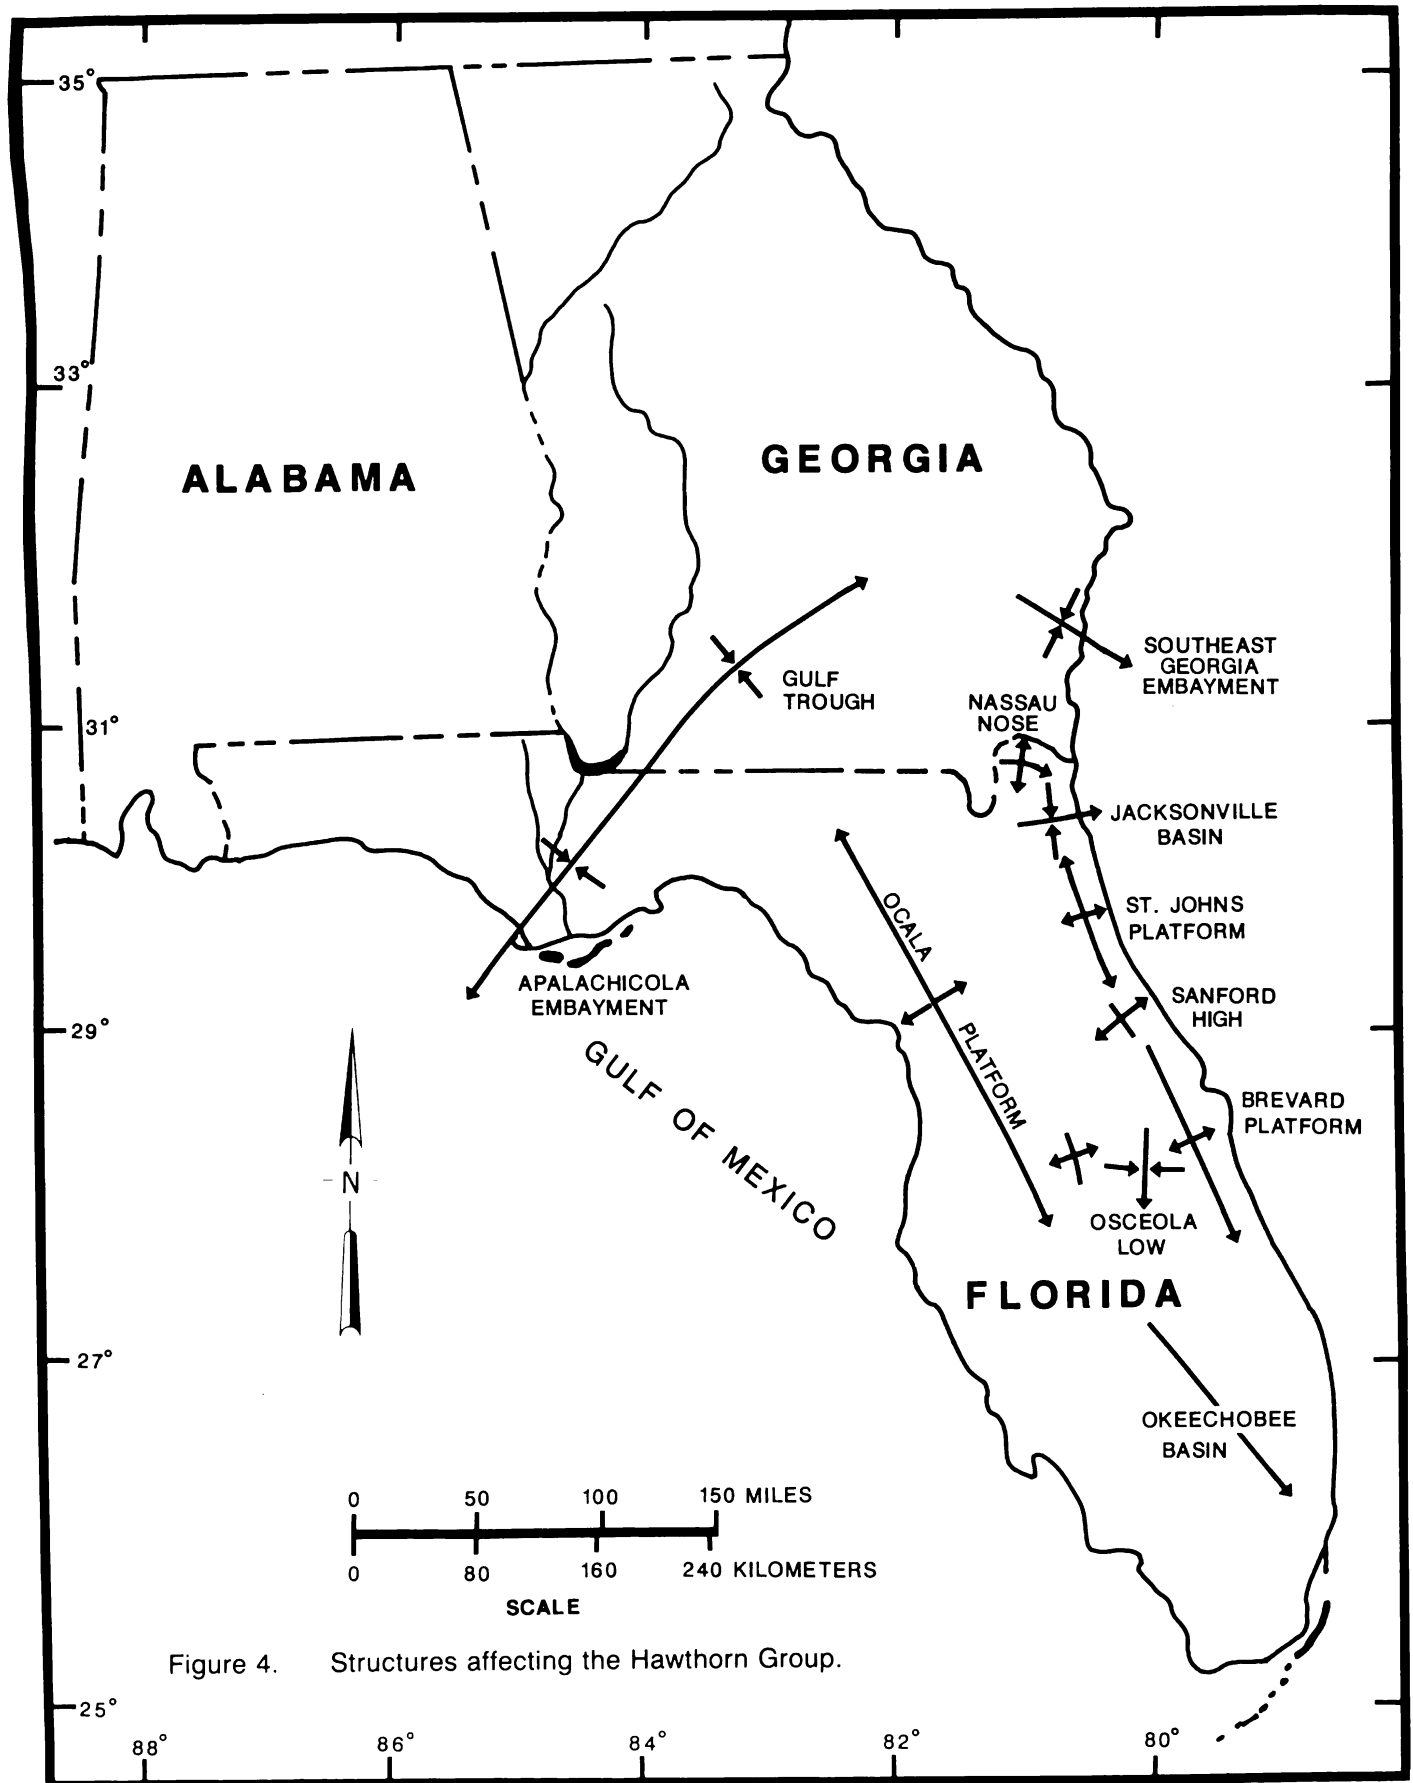 35°
33°
ALABAMA
GEORGIA
SOUTHEAST
GEORGIA
EMBAYMENT
GULF
TROUGH
NASSAU
NOSE
31°
JACKSONVILLE
BASIN
OCALA
PLATFORM
ST. JOHNS
PLATFORM
APALACHICOLA
EMBAYMENT
SANFORD
HIGH
29°
GULF OF MEXICO
BREVARD
PLATFORM
N
OSCEOLA
LOW
FLORIDA
27°
OKEECHOBEE
BASIN
0 50 100 150 MILES
0 80 160 240 KILOMETERS
SCALE
Figure 4. Structures affecting the Hawthorn Group.
25°
88° 86° 84° 82° 80°